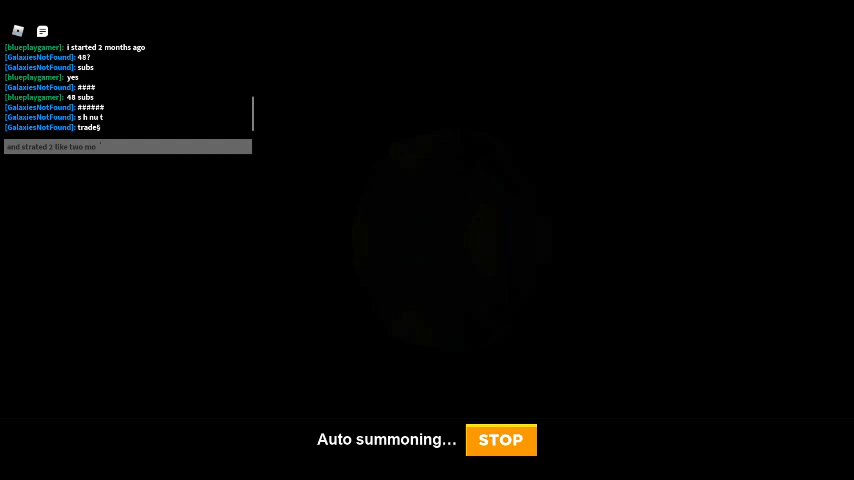 [blueplaygamer]: i started 2 months ago
[GalaxiesNotFound]: 48?
[GalaxiesNotFound]: subs
[blueplaygamer]: yes
[GalaxiesNotFound]: ####
[blueplaygamer]: 48 subs
[GalaxiesNotFound]: ######
[GalaxiesNotFound]: s h nu t
[GalaxiesNotFound]: trade§
and strated 2 like two mo
Auto summoning... STOP